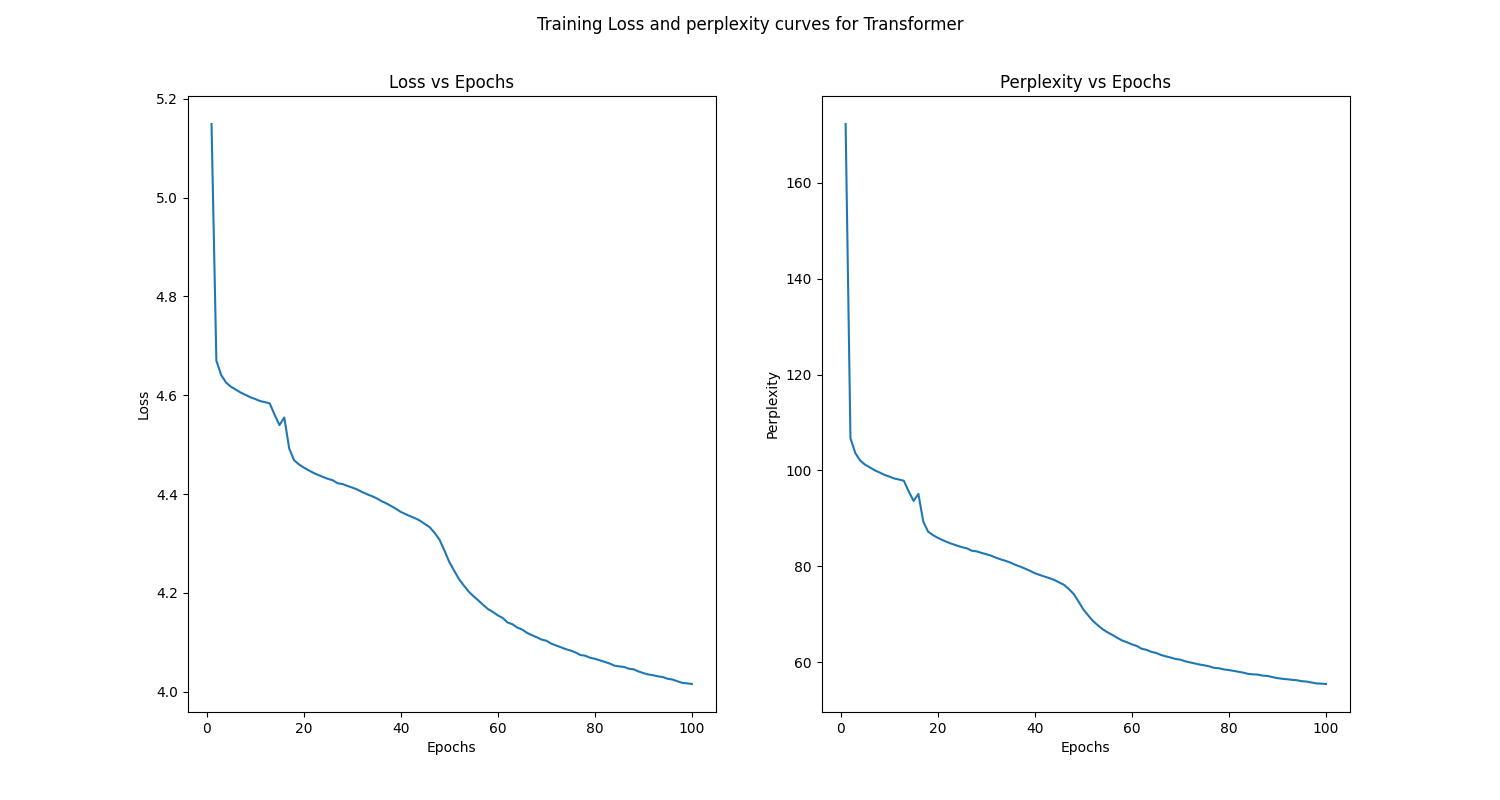 Training Loss and perplexity curves for Transformer
Loss vs Epochs
5.2
5.0
4.8
4.6
4.4
4.2
4.0
Loss
0 20 40 60 80 100
Epochs
Perplexity vs Epochs
160
140
120
100
80
60
Perplexity
0 20 40 60 80 100
Epochs